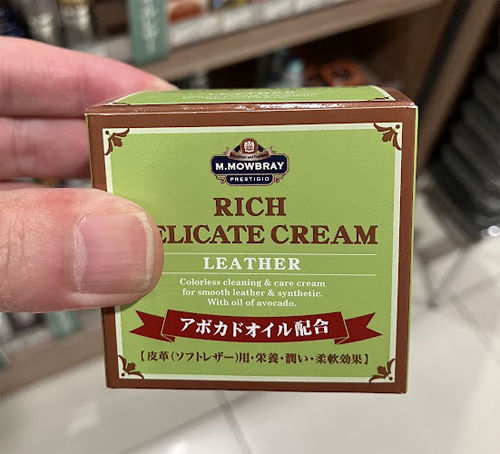 M.MOWBRAY
PRESTIGIO
RICH
ELICATE CREAM
LEATHER
Colorless cleaning & care cream
for smooth leather & synthetic.
With oil of avocado.
アボカドオイル配合
【皮革(ソフトレザー)用・栄養・潤い・柔軟効果】